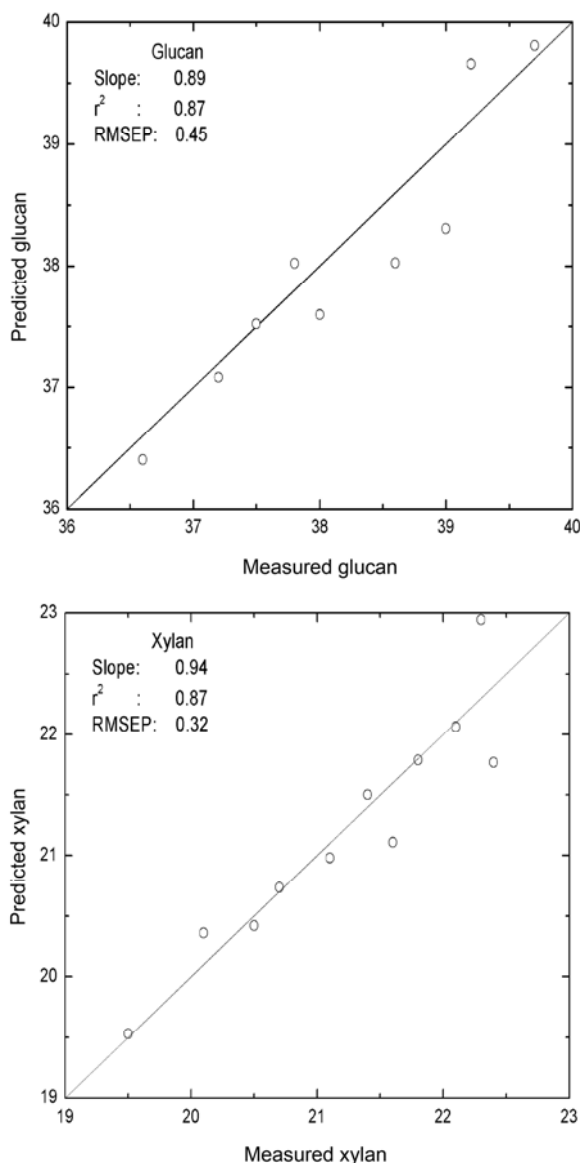 40
39
38
37
36
Predicted glucan
Glucan
Slope: 0.89
r² : 0.87
RMSEP: 0.45
36 37 38 39 40
Measured glucan
23
22
21
20
19
Predicted xylan
Xylan
Slope: 0.94
r² : 0.87
RMSEP: 0.32
19 20 21 22 23
Measured xylan